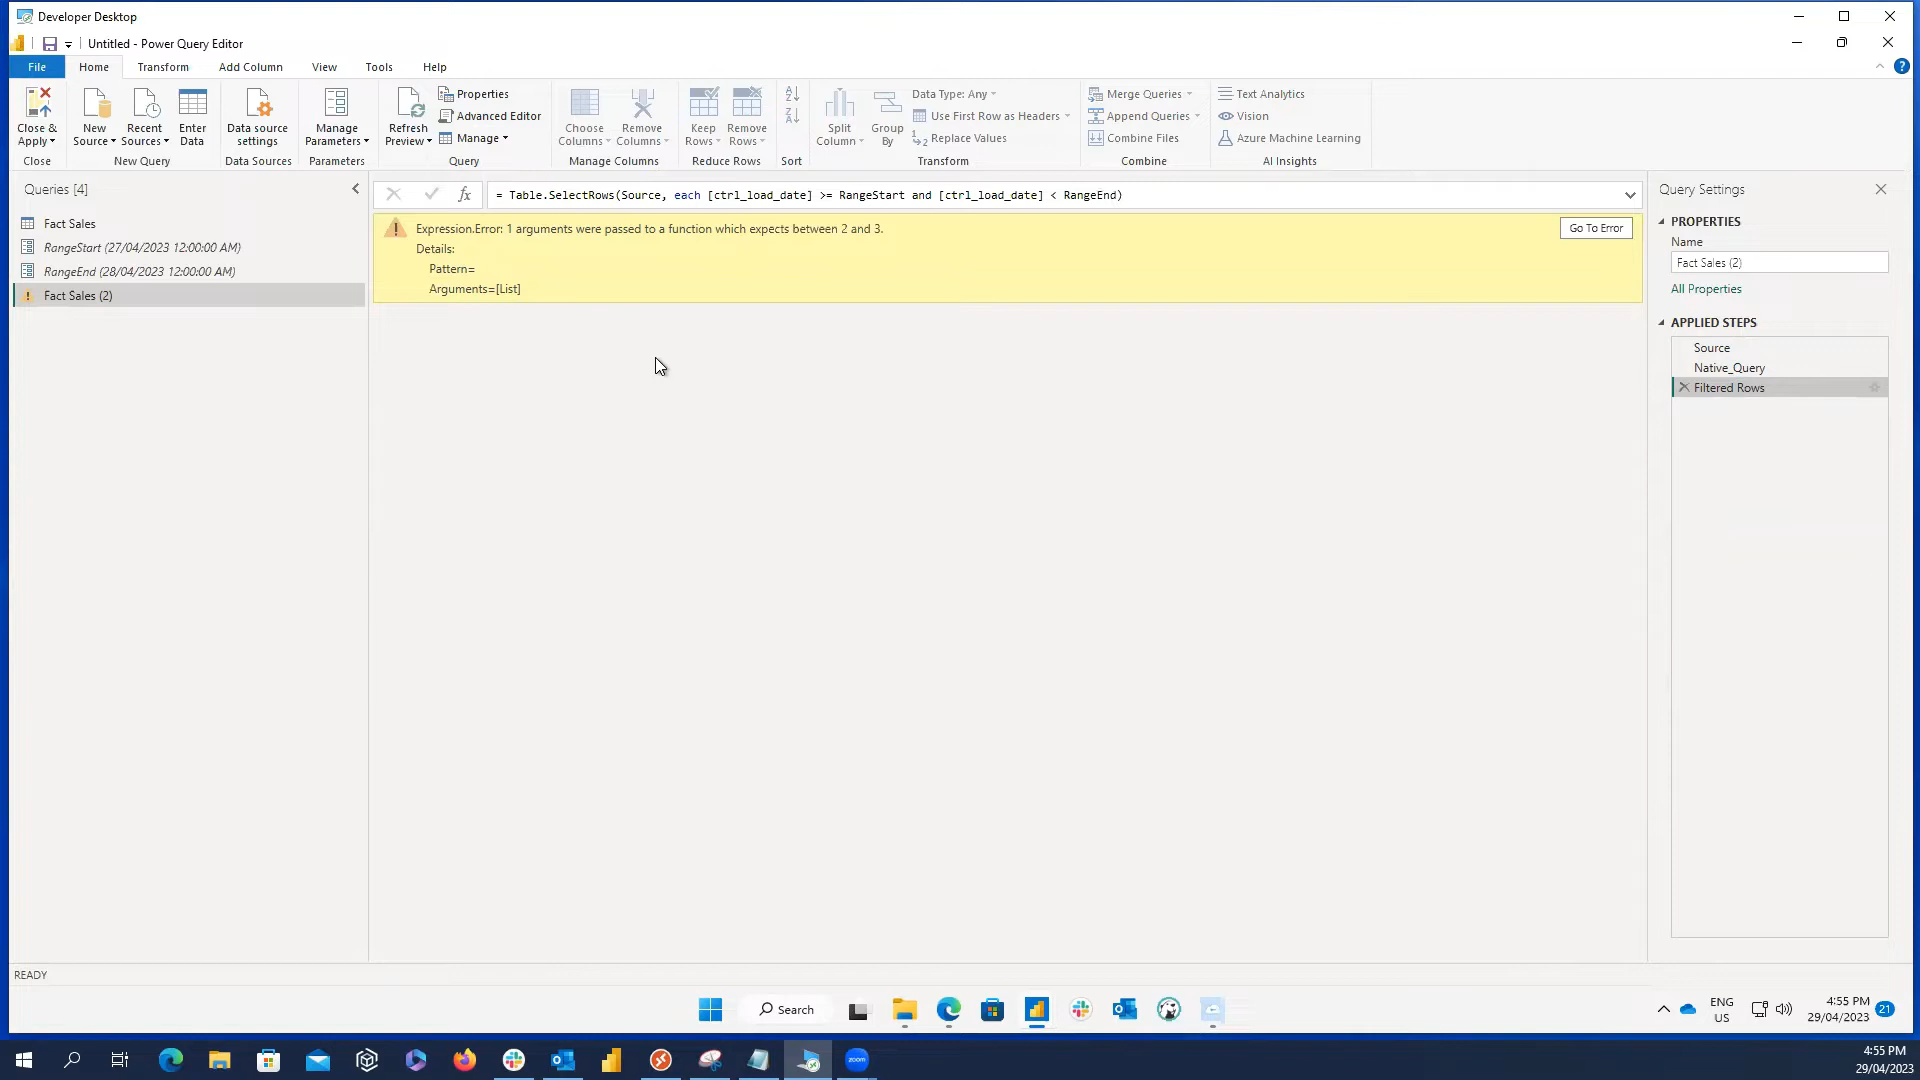 Developer Desktop
Untitled - Power Query Editor
File Home Transform Add Column View Tools Help
Close & Apply
Close
New Source
Recent Sources
Enter Data
New Query
Data source settings
Data Sources
Manage Parameters
Parameters
Refresh Preview
Properties
Advanced Editor
Manage
Query
Choose Columns
Remove Columns
Manage Columns
Keep Rows
Remove Rows
Reduce Rows
Sort
Split Column
Group By
Data Type: Any
Use First Row as Headers
Replace Values
Transform
Merge Queries
Append Queries
Combine Files
Combine
Text Analytics
Vision
Azure Machine Learning
AI Insights
Queries [4]
Fact Sales
RangeStart (27/04/2023 12:00:00 AM)
RangeEnd (28/04/2023 12:00:00 AM)
Fact Sales (2)
= Table.SelectRows(Source, each [ctrl_load_date] >= RangeStart and [ctrl_load_date] < RangeEnd)
Expression.Error: 1 arguments were passed to a function which expects between 2 and 3.
Details:
Pattern=
Arguments=[List]
Go To Error
Query Settings
PROPERTIES
Name
Fact Sales (2)
All Properties
APPLIED STEPS
Source
Native_Query
Filtered Rows
READY
Search
ENG
US
4:55 PM
29/04/2023
21
zoom
4:55 PM
29/04/2023